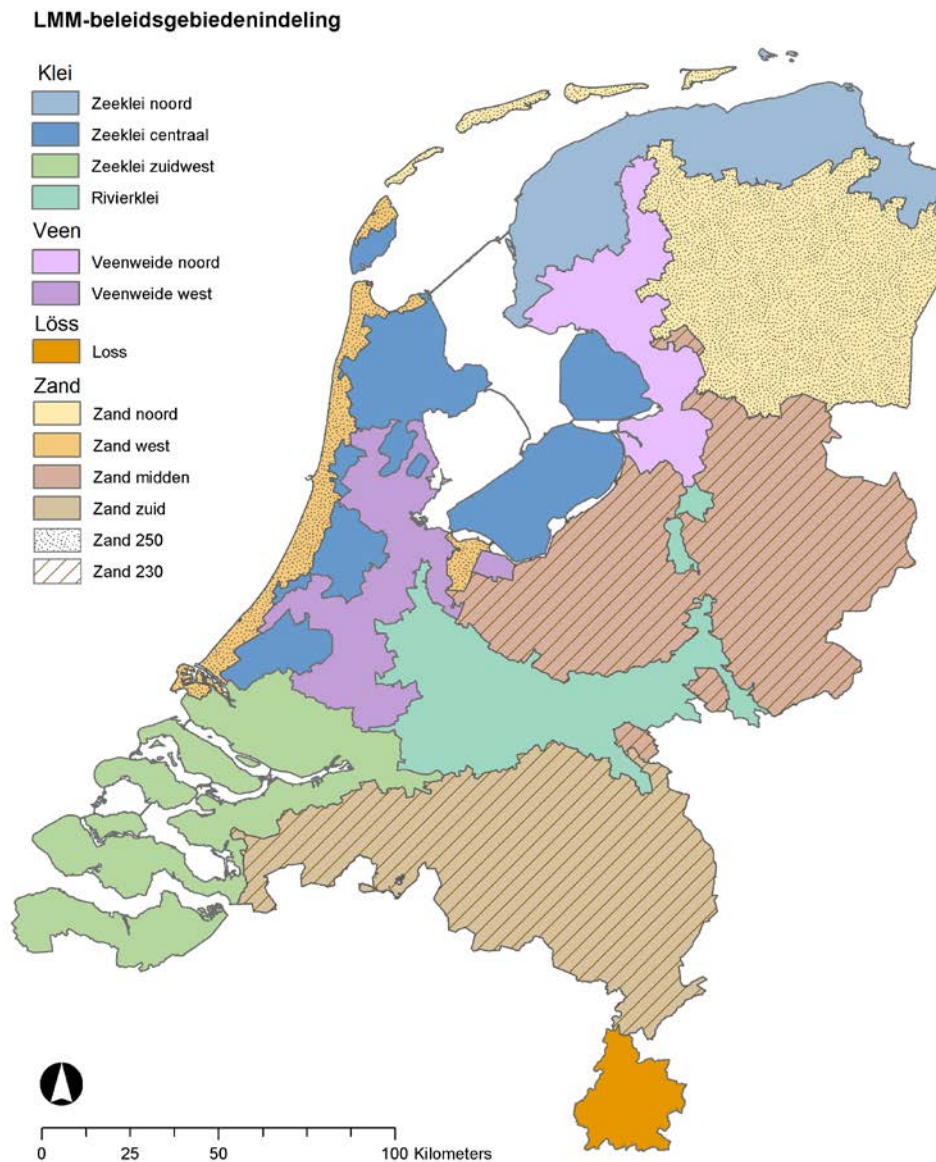 LMM-beleidsgebiedenindeling
Klei
Zeeklei noord
Zeeklei centraal
Zeeklei zuidwest
Rivierklei
Veen
Veenweide noord
Veenweide west
Löss
Loss
Zand
Zand noord
Zand west
Zand midden
Zand zuid
Zand 250
Zand 230
0 25 50 100 Kilometers